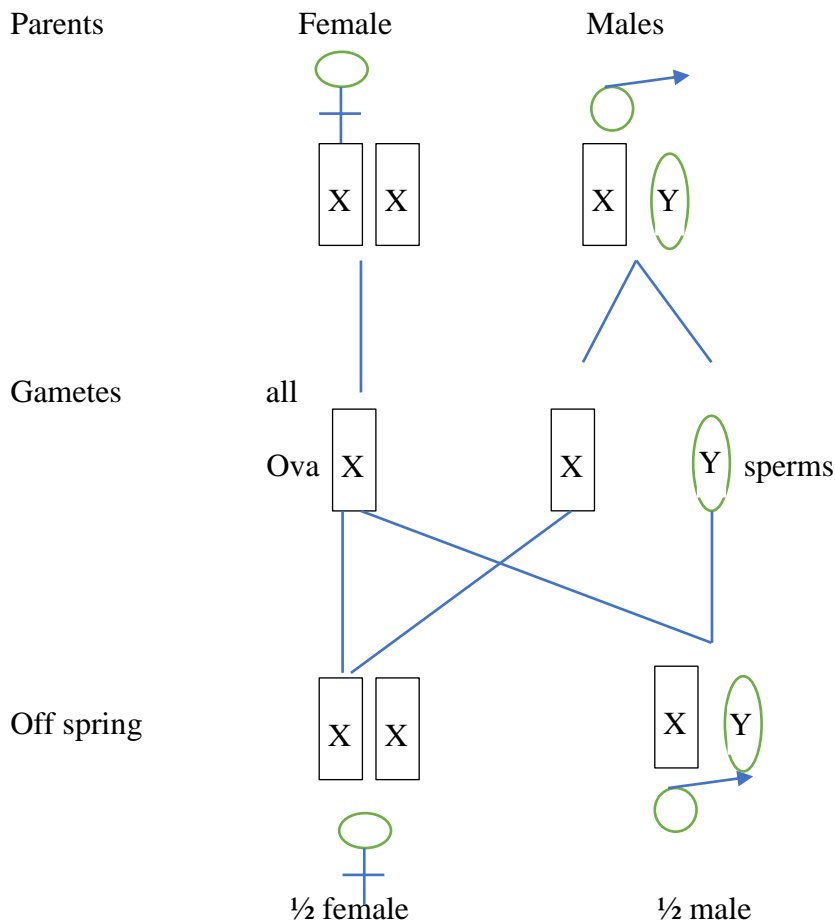 Parents Female Males
X X X Y
Gametes all
Ova X X Y sperms
Off spring X X X Y
½ female ½ male